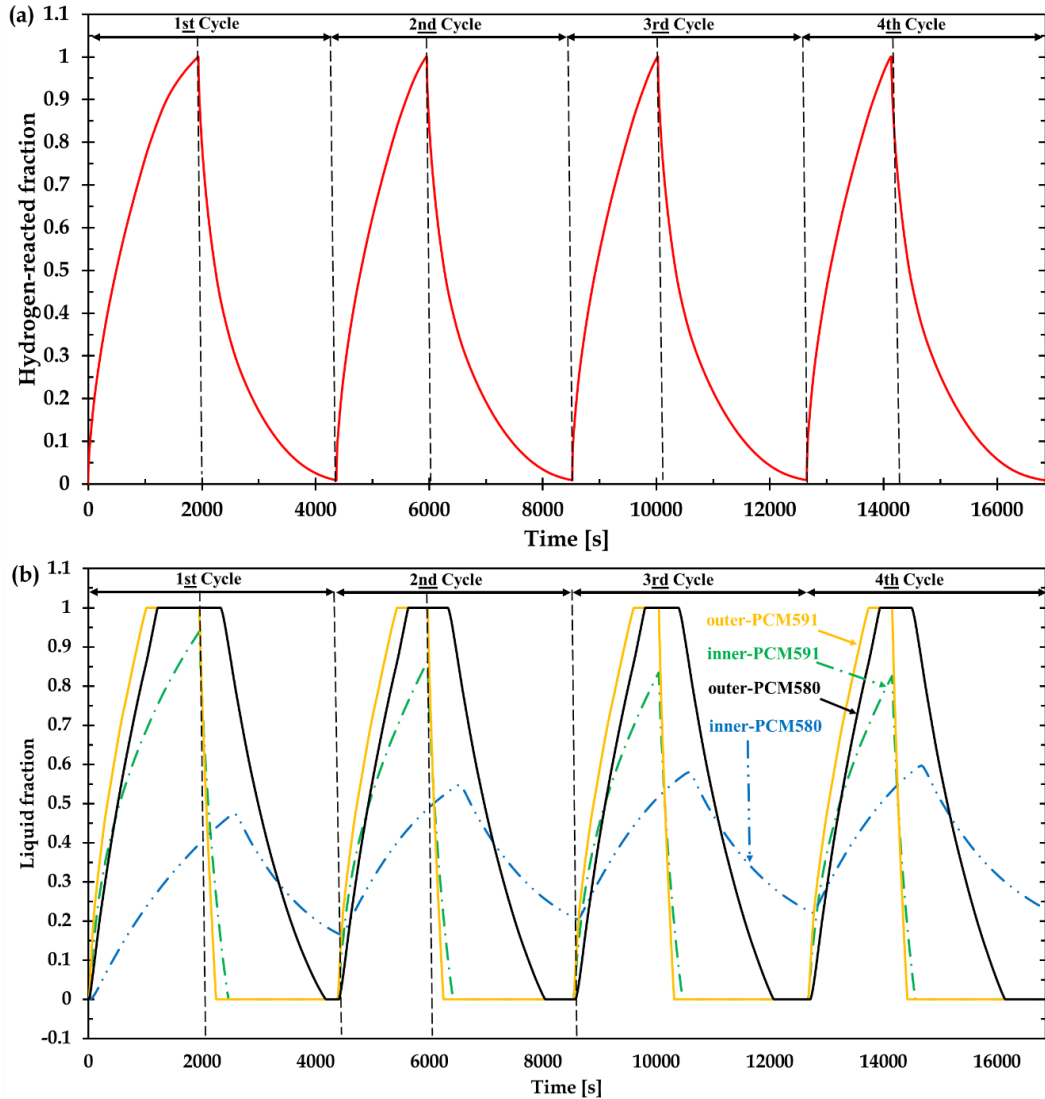 (a)
1.1
1st Cycle
2nd Cycle
3rd Cycle
4th Cycle
1
0.9
0.8
0.7
0.6
0.5
0.4
0.3
0.2
0.1
0
Hydrogen-reacted fraction
0 2000 4000 6000 8000 10000 12000 14000 16000
Time [s]
(b)
1.1
1st Cycle
2nd Cycle
3rd Cycle
4th Cycle
1
0.9
0.8
0.7
0.6
0.5
0.4
0.3
0.2
0.1
0
-0.1
Liquid fraction
outer-PCM591
inner-PCM591
outer-PCM580
inner-PCM580
0 2000 4000 6000 8000 10000 12000 14000 16000
Time [s]